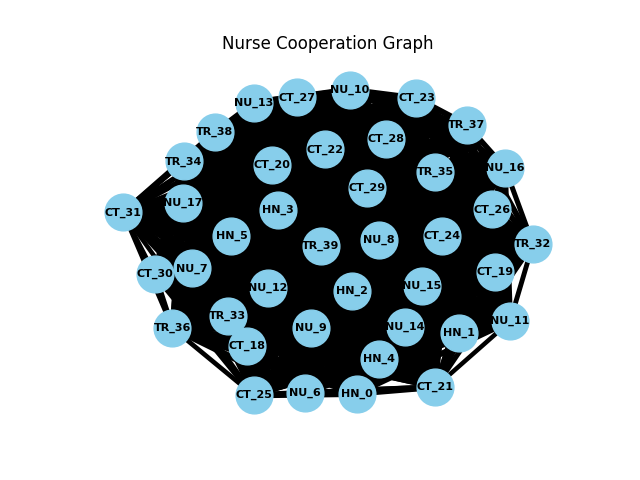 Nurse Cooperation Graph
NU_10
CT_27
CT_23
NU_13
TR_37
TR_38
CT_28
CT_22
TR_34
CT_20
NU_16
TR_35
CT_29
NU_17
CT_26
HN_3
CT_31
HN_5
CT_24
NU_8
TR_32
TR_39
NU_7
CT_19
CT_30
NU_15
NU_12
HN_2
TR_33
NU_11
NU_14
NU_9
TR_36
HN_1
CT_18
HN_4
CT_21
NU_6
HN_0
CT_25